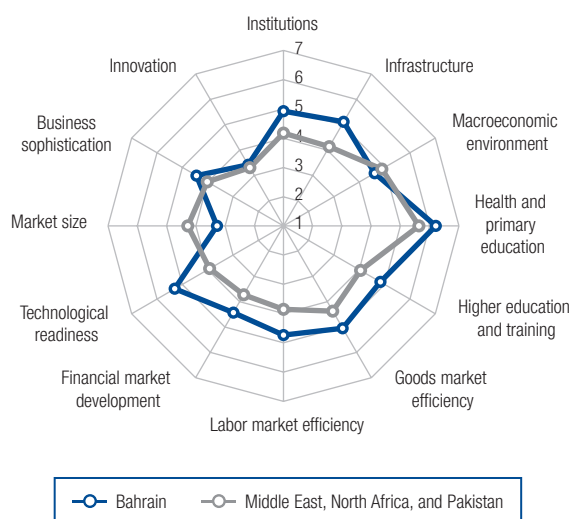 Institutions
7
6
5
4
3
2
1
Infrastructure
Macroeconomic
environment
Health and
primary
education
Higher education
and training
Goods market
efficiency
Labor market efficiency
Financial market
development
Technological
readiness
Market size
Business
sophistication
Innovation
Bahrain
Middle East, North Africa, and Pakistan